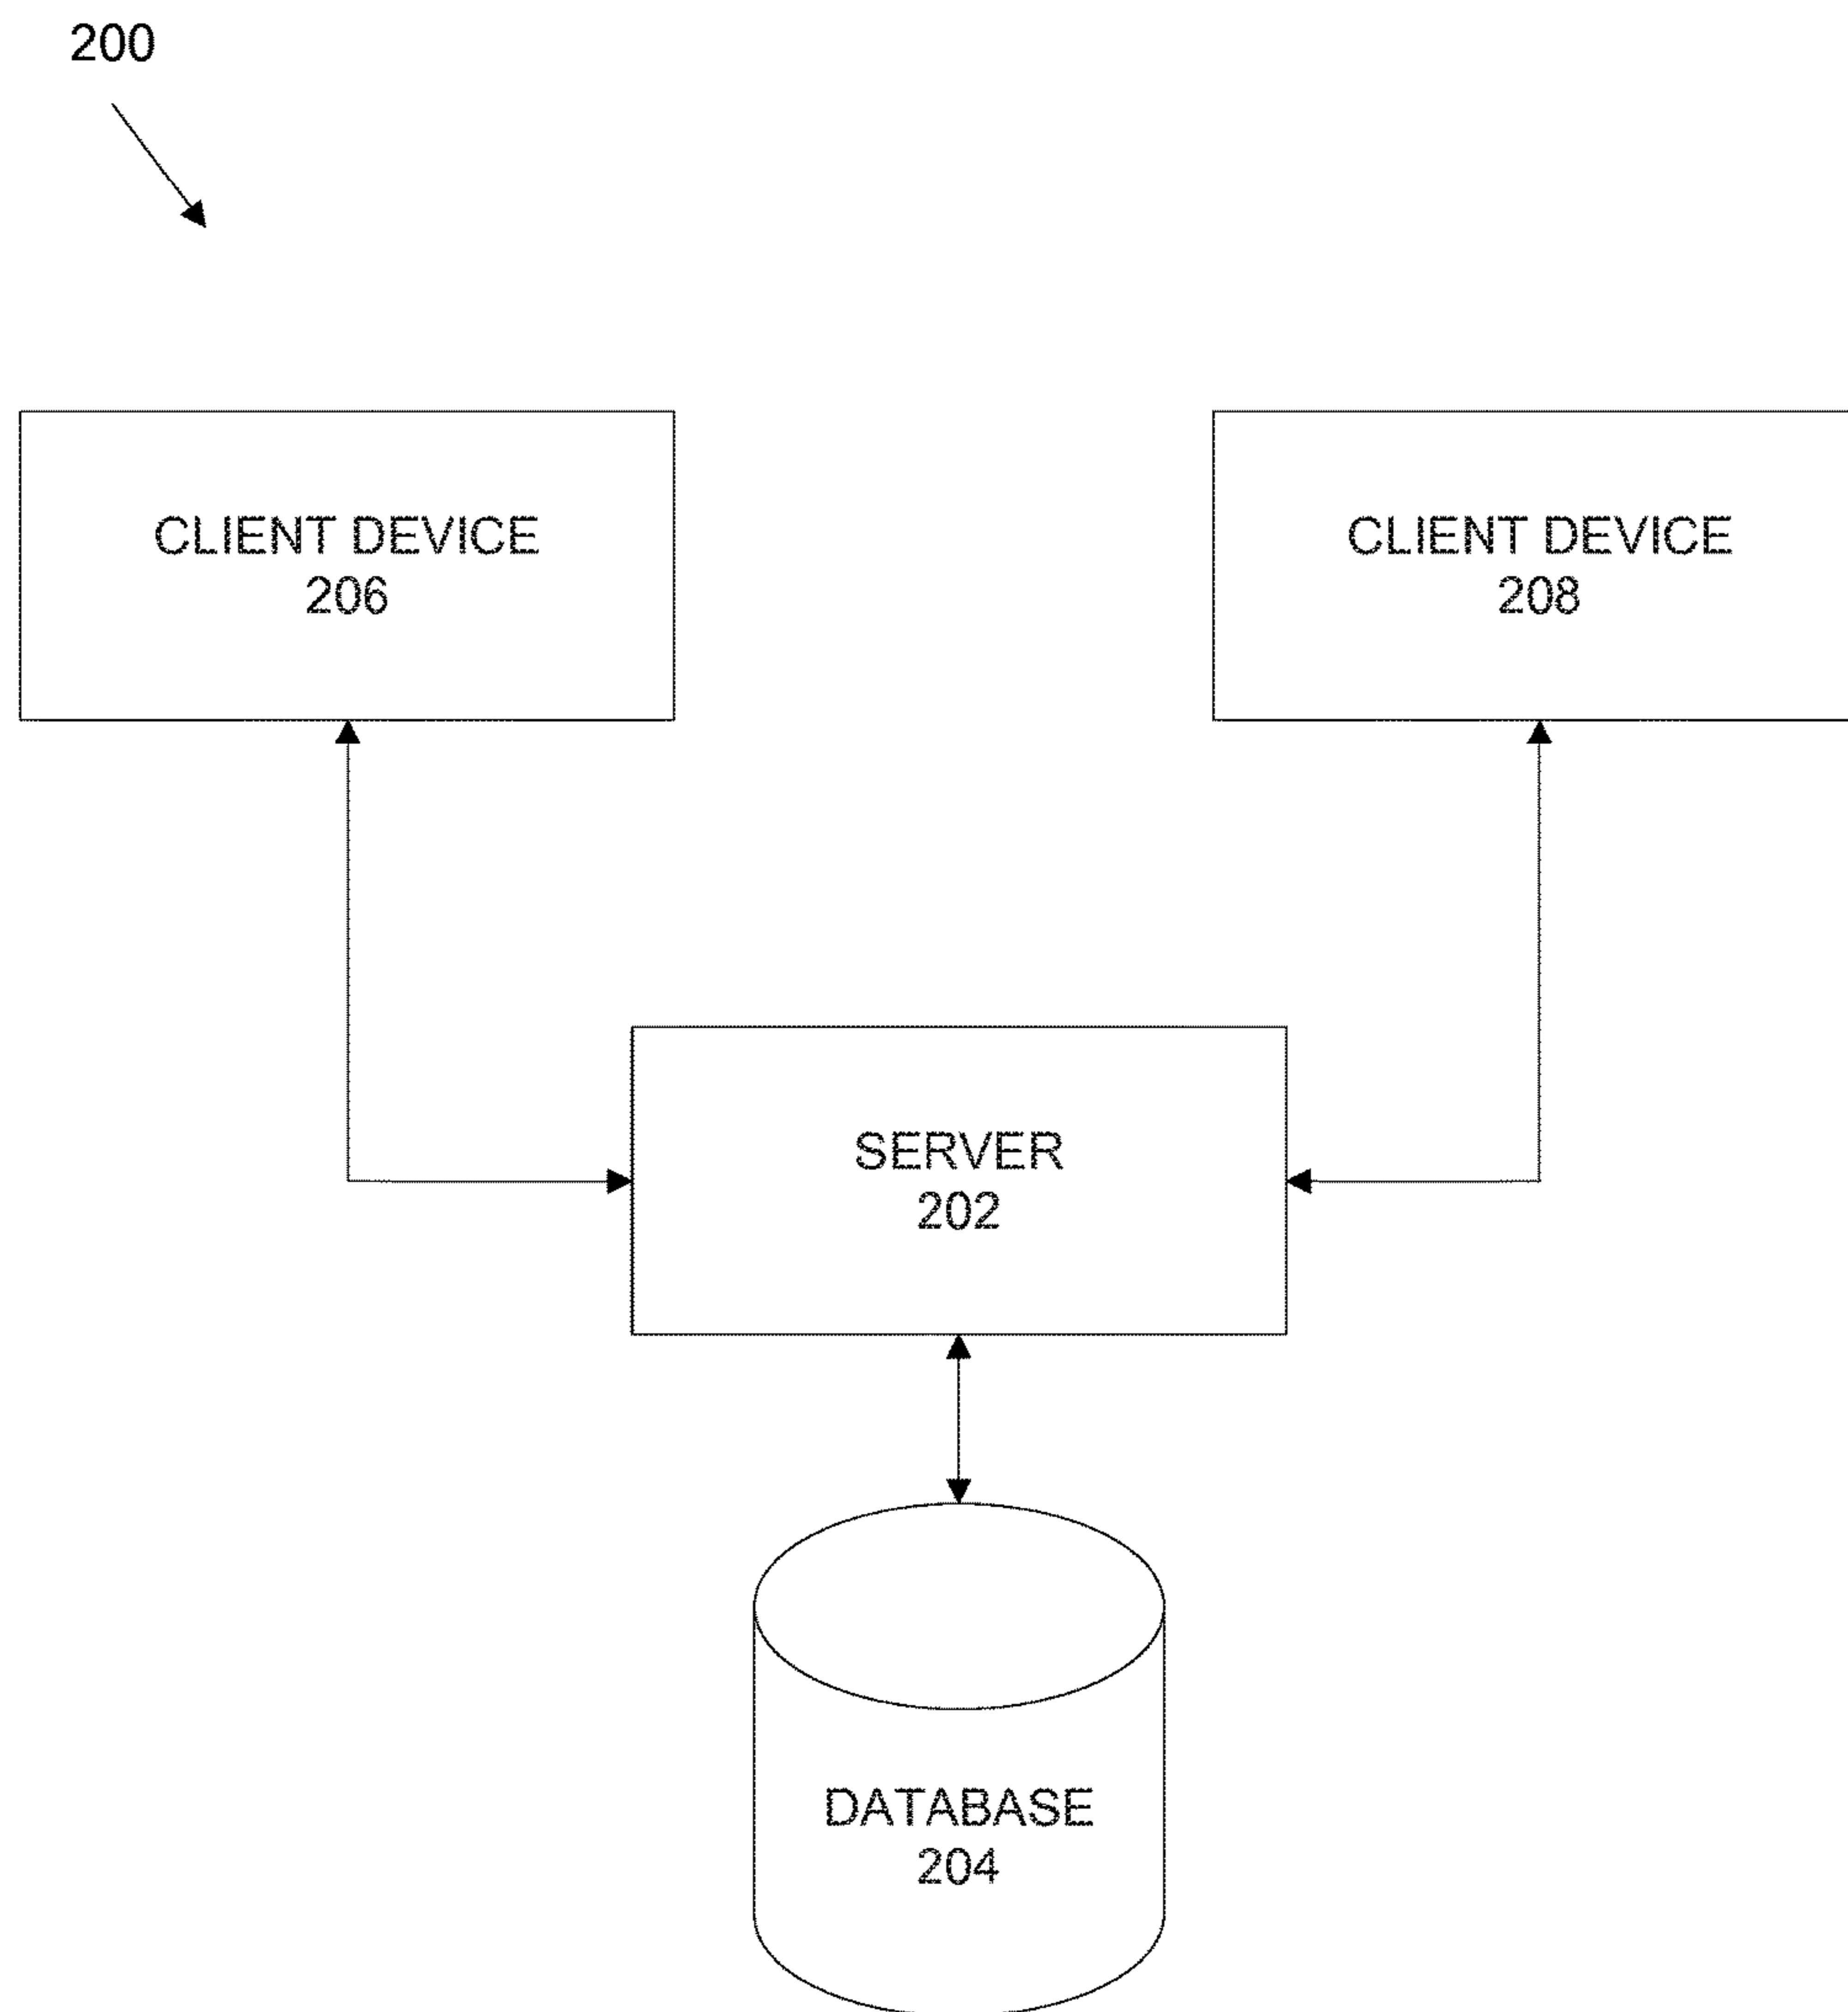 200
CLIENT DEVICE
206
CLIENT DEVICE
208
SERVER
202
DATABASE
204